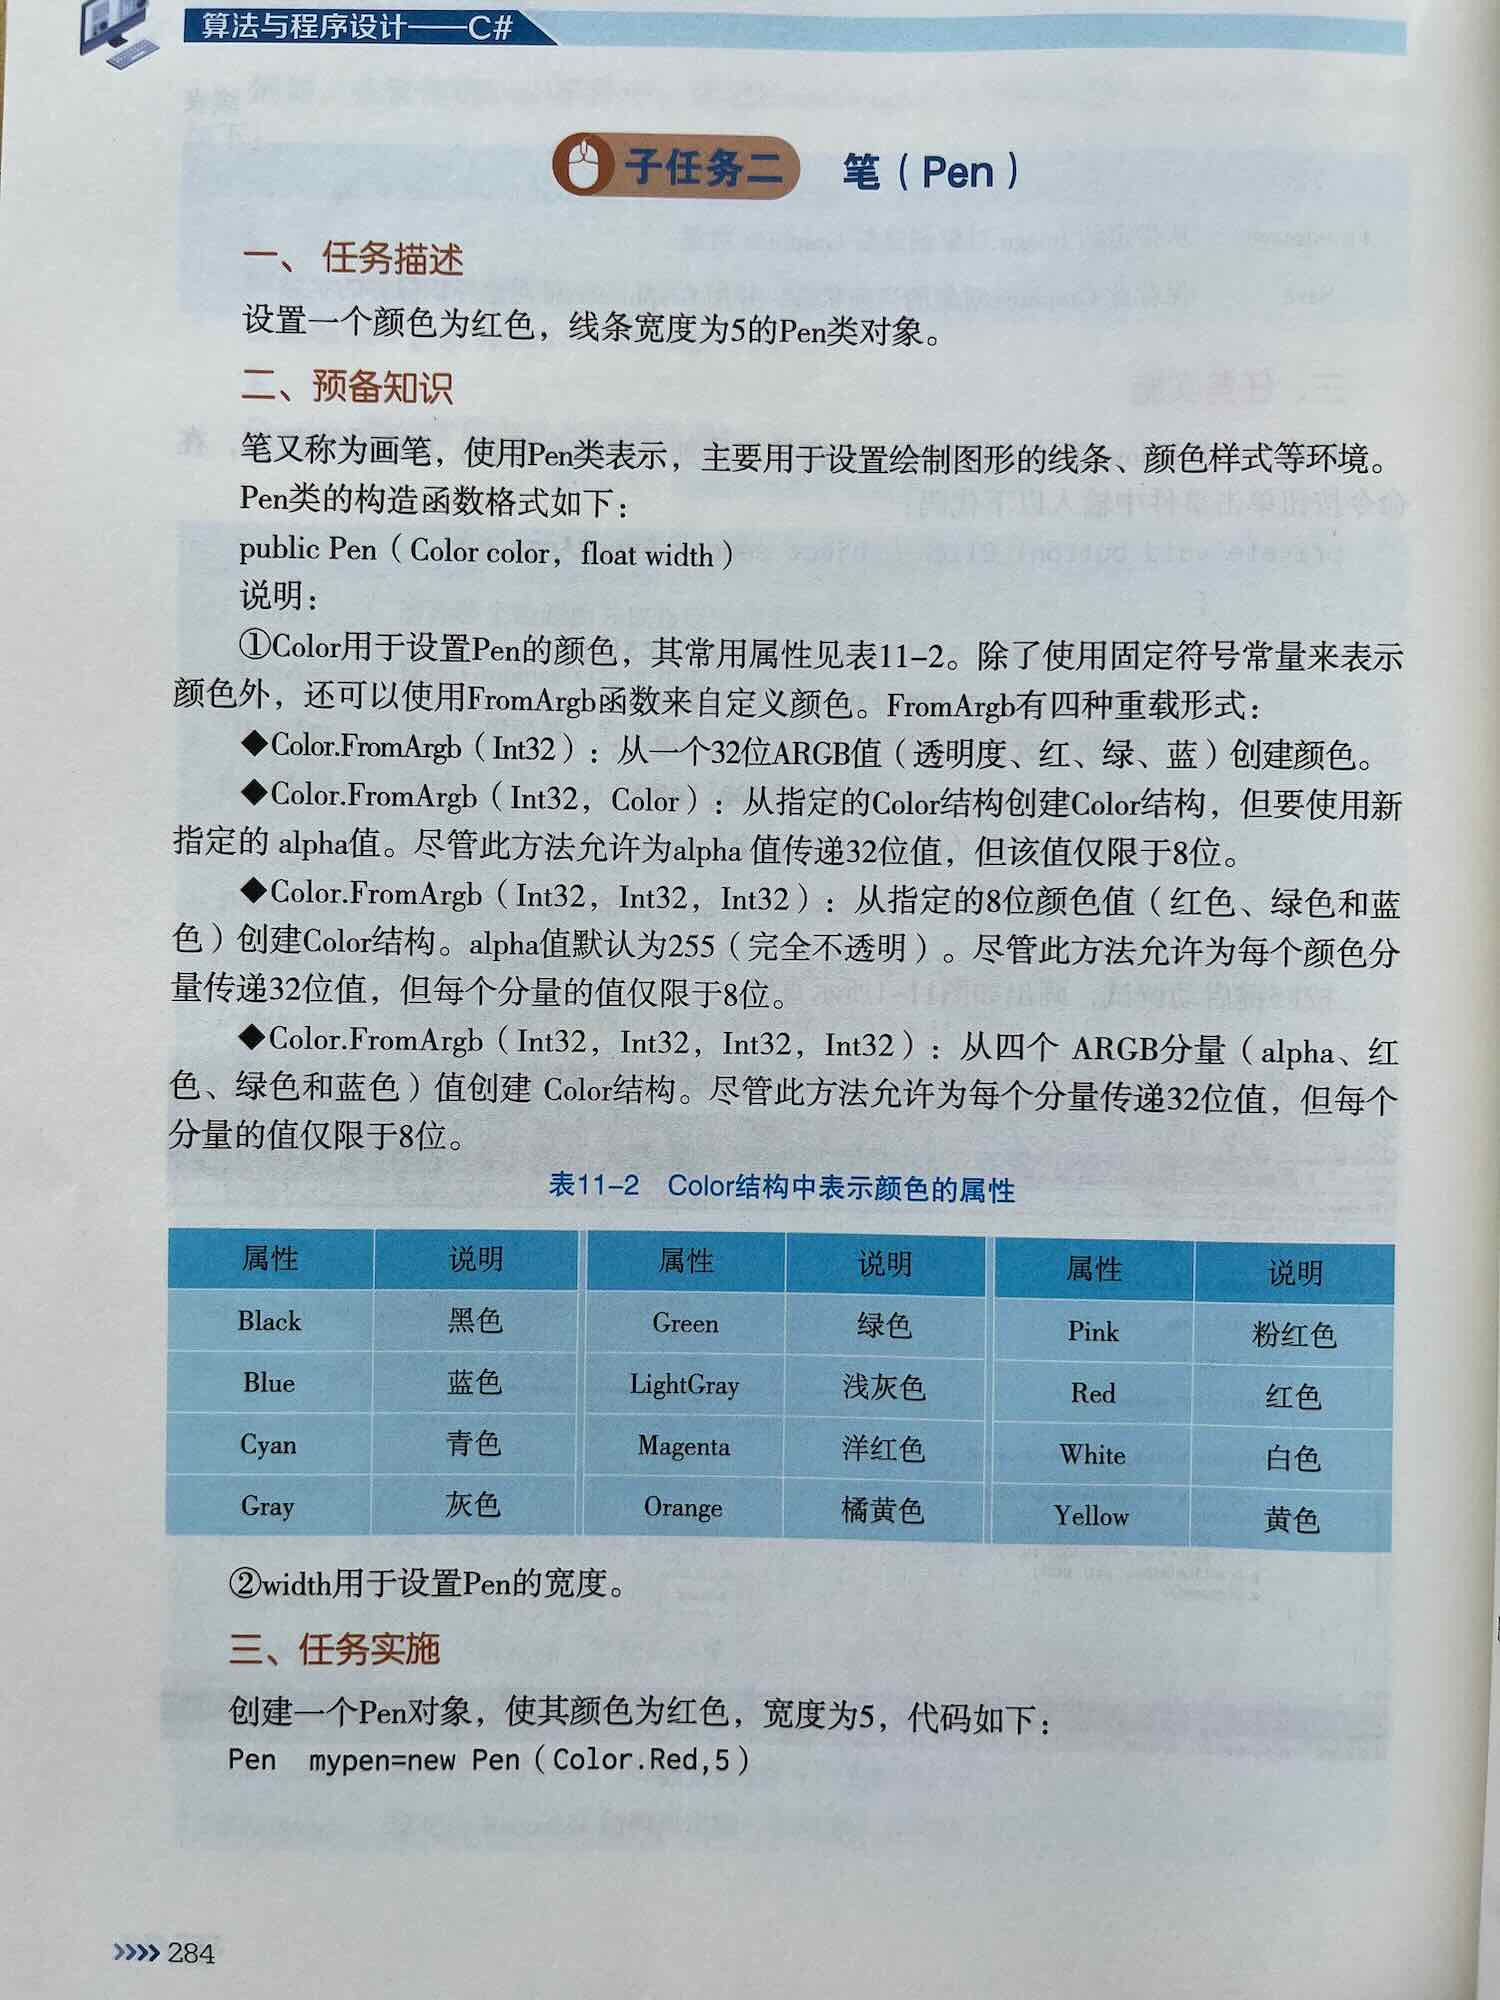 算法与程序设计——C#
子任务二 笔（Pen）
一、任务描述
设置一个颜色为红色，线条宽度为5的Pen类对象。
二、预备知识
笔又称为画笔，使用Pen类表示，主要用于设置绘制图形的线条、颜色样式等环境。
Pen类的构造函数格式如下：
public Pen（Color color，float width）
说明：
①Color用于设置Pen的颜色，其常用属性见表11-2。除了使用固定符号常量来表示
颜色外，还可以使用FromArgb函数来自定义颜色。FromArgb有四种重载形式：
◆Color.FromArgb（Int32）：从一个32位ARGB值（透明度、红、绿、蓝）创建颜色。
◆Color.FromArgb（Int32，Color）：从指定的Color结构创建Color结构，但要使用新
指定的 alpha值。尽管此方法允许为alpha 值传递32位值，但该值仅限于8位。
◆Color.FromArgb（Int32，Int32，Int32）：从指定的8位颜色值（红色、绿色和蓝
色）创建Color结构。alpha值默认为255（完全不透明）。尽管此方法允许为每个颜色分
量传递32位值，但每个分量的值仅限于8位。
◆Color.FromArgb（Int32，Int32，Int32，Int32）：从四个 ARGB分量（alpha、红
色、绿色和蓝色）值创建 Color结构。尽管此方法允许为每个分量传递32位值，但每个
分量的值仅限于8位。
表11-2 Color结构中表示颜色的属性
属性 说明 属性 说明 属性 说明
Black 黑色 Green 绿色 Pink 粉红色
Blue 蓝色 LightGray 浅灰色 Red 红色
Cyan 青色 Magenta 洋红色 White 白色
Gray 灰色 Orange 橘黄色 Yellow 黄色
②width用于设置Pen的宽度。
三、任务实施
创建一个Pen对象，使其颜色为红色，宽度为5，代码如下：
Pen mypen=new Pen（Color.Red,5）
>>>> 284